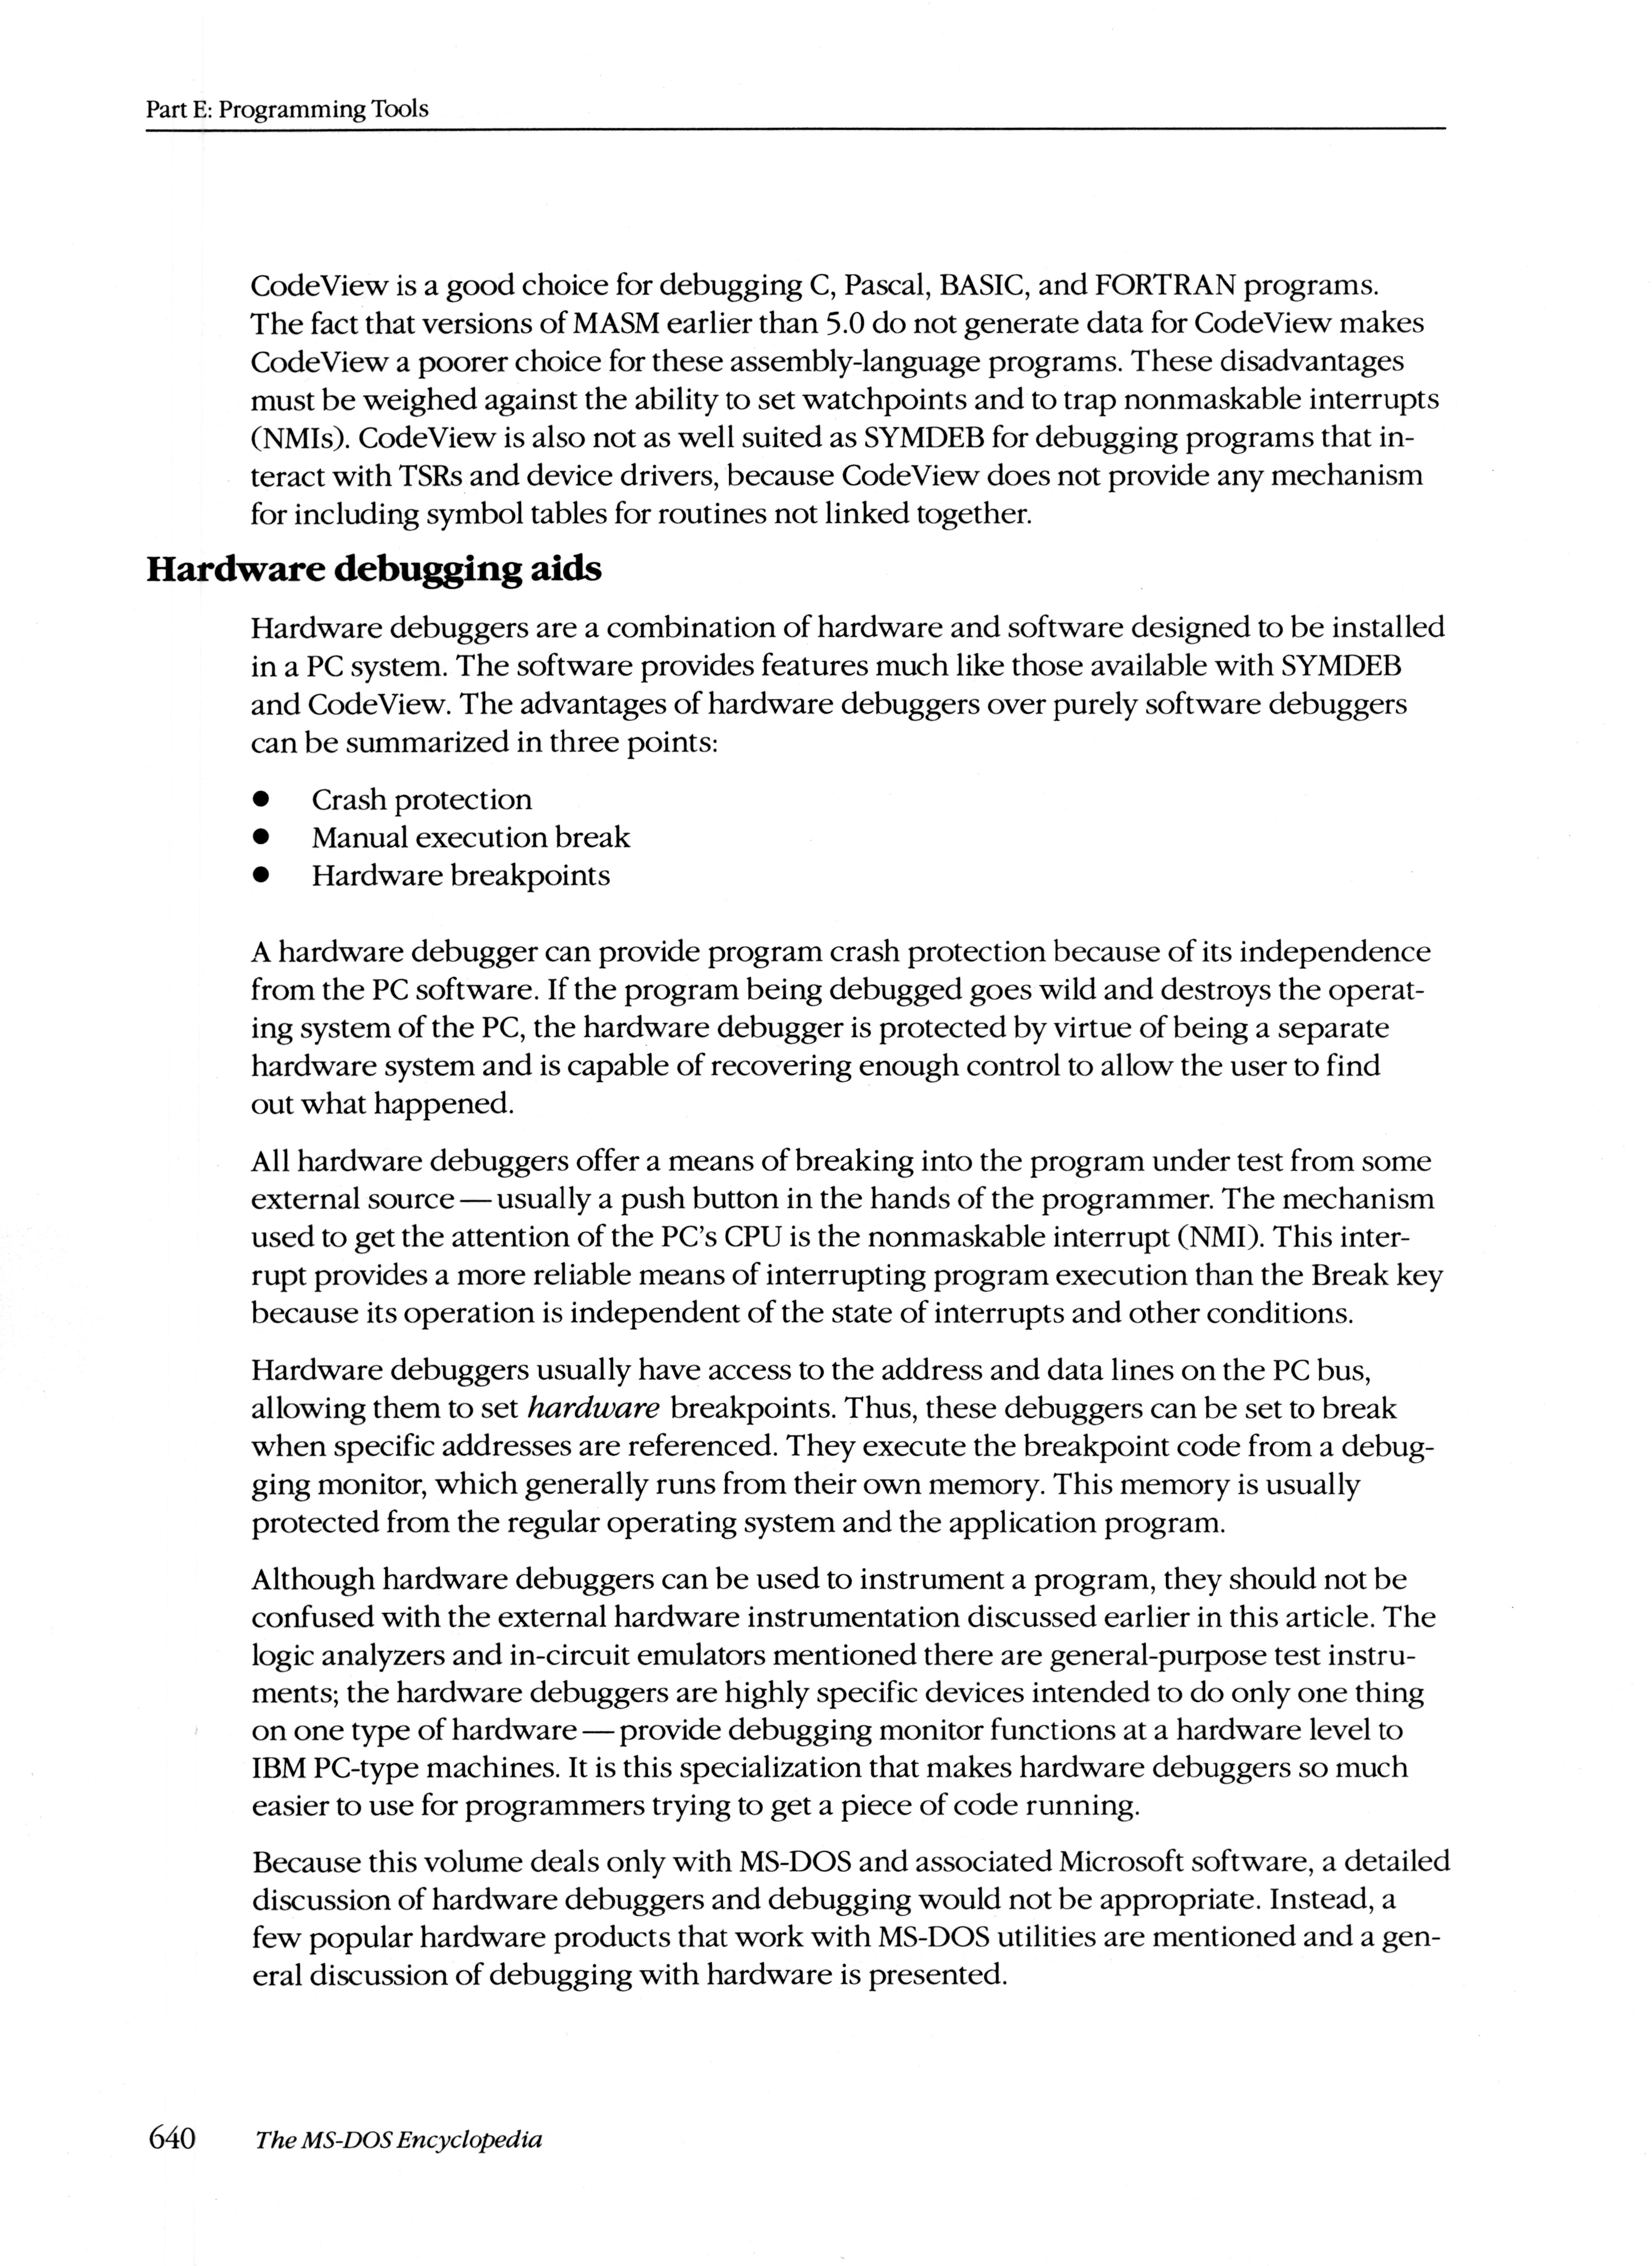 Part E: Programming Tools
CodeView is a good choice for debugging C, Pascal, BASIC, and FORTRAN programs.
The fact that versions of MASM earlier than 5.0 do not generate data for CodeView makes
CodeView a poorer choice for these assembly-language programs. These disadvantages
must be weighed against the ability to set watchpoints and to trap nonmaskable interrupts
(NMIs). CodeView is also not as well suited as SYMDEB for debugging programs that in-
teract with TSRs and device drivers, because CodeView does not provide any mechanism
for including symbol tables for routines not linked together.
Hardware debugging aids
Hardware debuggers are a combination of hardware and software designed to be installed
in a PC system. The software provides features much like those available with SYMDEB
and CodeView. The advantages of hardware debuggers over purely software debuggers
can be summarized in three points:
● Crash protection
● Manual execution break
● Hardware breakpoints
A hardware debugger can provide program crash protection because of its independence
from the PC software. If the program being debugged goes wild and destroys the operat-
ing system of the PC, the hardware debugger is protected by virtue of being a separate
hardware system and is capable of recovering enough control to allow the user to find
out what happened.
All hardware debuggers offer a means of breaking into the program under test from some
external source — usually a push button in the hands of the programmer. The mechanism
used to get the attention of the PC's CPU is the nonmaskable interrupt (NMI). This inter-
rupt provides a more reliable means of interrupting program execution than the Break key
because its operation is independent of the state of interrupts and other conditions.
Hardware debuggers usually have access to the address and data lines on the PC bus,
allowing them to set hardware breakpoints. Thus, these debuggers can be set to break
when specific addresses are referenced. They execute the breakpoint code from a debug-
ging monitor, which generally runs from their own memory. This memory is usually
protected from the regular operating system and the application program.
Although hardware debuggers can be used to instrument a program, they should not be
confused with the external hardware instrumentation discussed earlier in this article. The
logic analyzers and in-circuit emulators mentioned there are general-purpose test instru-
ments; the hardware debuggers are highly specific devices intended to do only one thing
on one type of hardware — provide debugging monitor functions at a hardware level to
IBM PC-type machines. It is this specialization that makes hardware debuggers so much
easier to use for programmers trying to get a piece of code running.
Because this volume deals only with MS-DOS and associated Microsoft software, a detailed
discussion of hardware debuggers and debugging would not be appropriate. Instead, a
few popular hardware products that work with MS-DOS utilities are mentioned and a gen-
eral discussion of debugging with hardware is presented.
640 The MS-DOS Encyclopedia